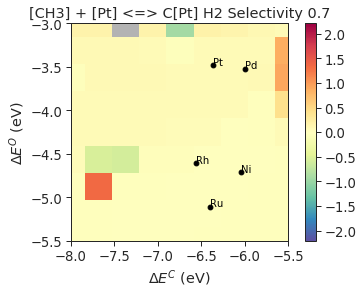 [CH3] + [Pt] <=> C[Pt] H2 Selectivity 0.7
−3.0
−3.5
−4.0
−4.5
−5.0
−5.5
ΔE^O (eV)
Pt
Pd
Rh
Ni
Ru
−8.0 −7.5 −7.0 −6.5 −6.0 −5.5
ΔE^C (eV)
2.0
1.5
1.0
0.5
0.0
−0.5
−1.0
−1.5
−2.0